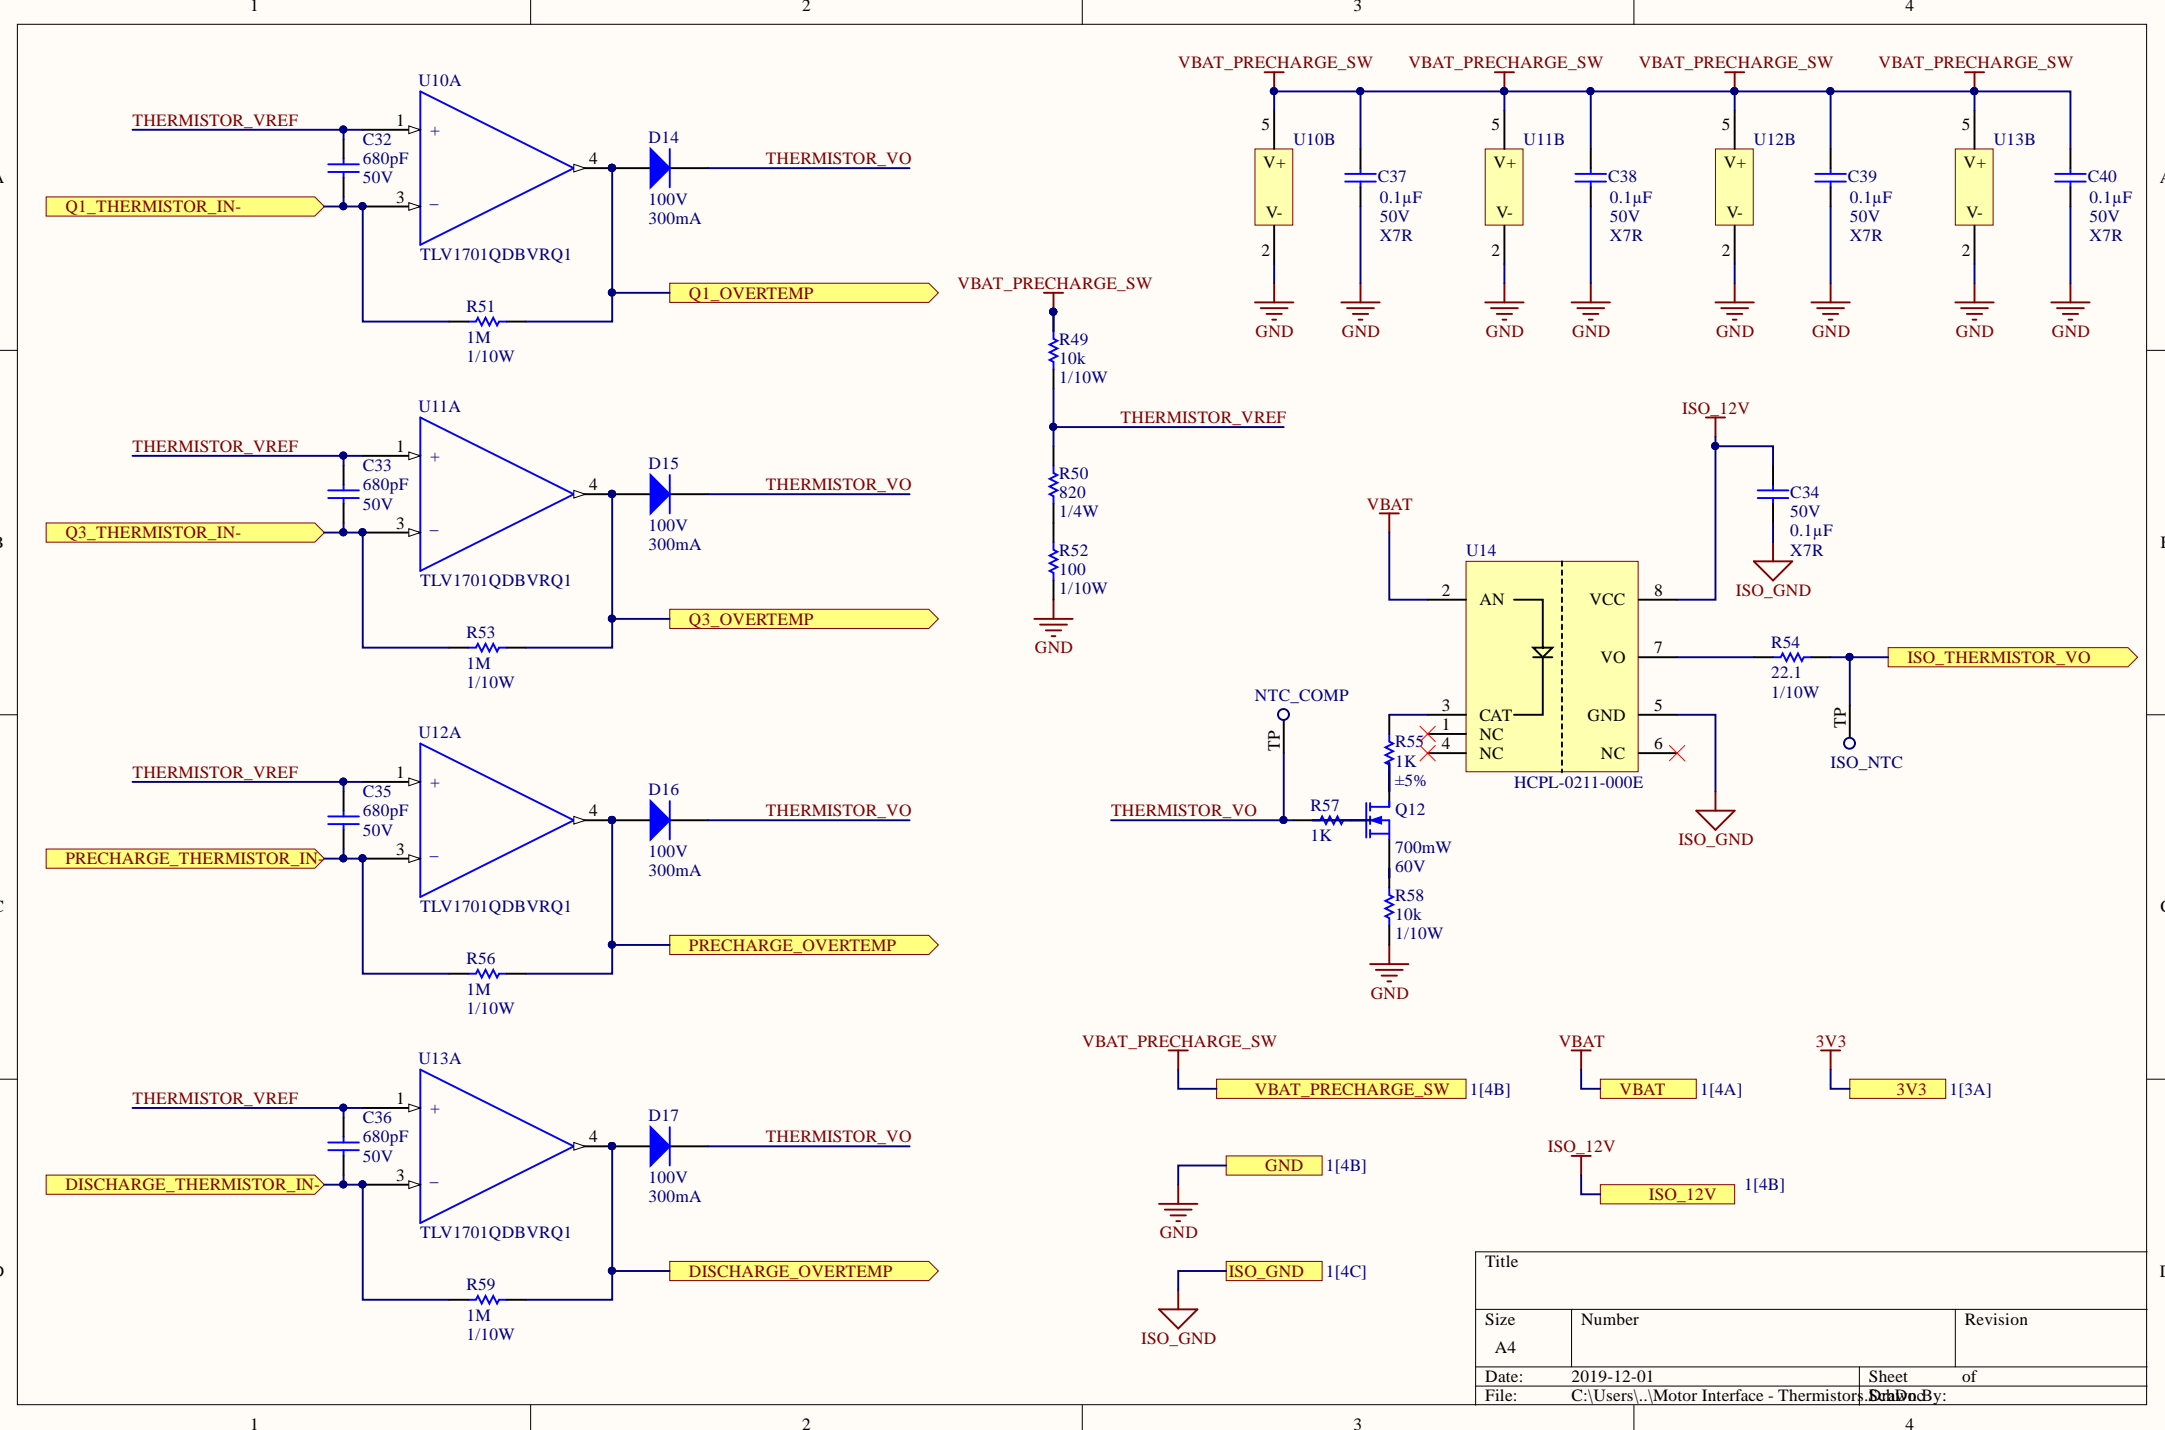 1
2
3
4
U10A
THERMISTOR_VREF
1
C32
680pF
50V
Q1_THERMISTOR_IN-
3
4
TLV1701QDBVRQ1
D14
100V
300mA
THERMISTOR_VO
Q1_OVERTEMP
R51
1M
1/10W
U11A
THERMISTOR_VREF
1
C33
680pF
50V
Q3_THERMISTOR_IN-
3
4
TLV1701QDBVRQ1
D15
100V
300mA
THERMISTOR_VO
Q3_OVERTEMP
R53
1M
1/10W
U12A
THERMISTOR_VREF
1
C35
680pF
50V
PRECHARGE_THERMISTOR_IN-
3
4
TLV1701QDBVRQ1
D16
100V
300mA
THERMISTOR_VO
PRECHARGE_OVERTEMP
R56
1M
1/10W
U13A
THERMISTOR_VREF
1
C36
680pF
50V
DISCHARGE_THERMISTOR_IN-
3
4
TLV1701QDBVRQ1
D17
100V
300mA
THERMISTOR_VO
DISCHARGE_OVERTEMP
R59
1M
1/10W
VBAT_PRECHARGE_SW
R49
10k
1/10W
THERMISTOR_VREF
R50
820
1/4W
R52
100
1/10W
GND
VBAT_PRECHARGE_SW
5
U10B
V+
V-
2
GND
C37
0.1µF
50V
X7R
GND
VBAT_PRECHARGE_SW
5
U11B
V+
V-
2
GND
C38
0.1µF
50V
X7R
GND
VBAT_PRECHARGE_SW
5
U12B
V+
V-
2
GND
C39
0.1µF
50V
X7R
GND
VBAT_PRECHARGE_SW
5
U13B
V+
V-
2
GND
C40
0.1µF
50V
X7R
GND
ISO_12V
C34
50V
0.1µF
X7R
ISO_GND
VBAT
U14
2
AN
VCC
8
VO
7
3
CAT
1
NC
4
NC
GND
5
NC
6
HCPL-0211-000E
R54
22.1
1/10W
ISO_THERMISTOR_VO
TP
ISO_NTC
ISO_GND
NTC_COMP
TP
THERMISTOR_VO
R57
1K
R55
1K
±5%
Q12
700mW
60V
R58
10k
1/10W
GND
VBAT_PRECHARGE_SW
VBAT_PRECHARGE_SW 1[4B]
VBAT
VBAT 1[4A]
3V3
3V3 1[3A]
GND 1[4B]
GND
ISO_12V
ISO_12V 1[4B]
ISO_GND 1[4C]
ISO_GND
Title
Size
A4
Number
Revision
Date: 2019-12-01
Sheet of
File: C:\Users\..\Motor Interface - Thermistors.SchDoc
Drawn By:
1
2
3
4